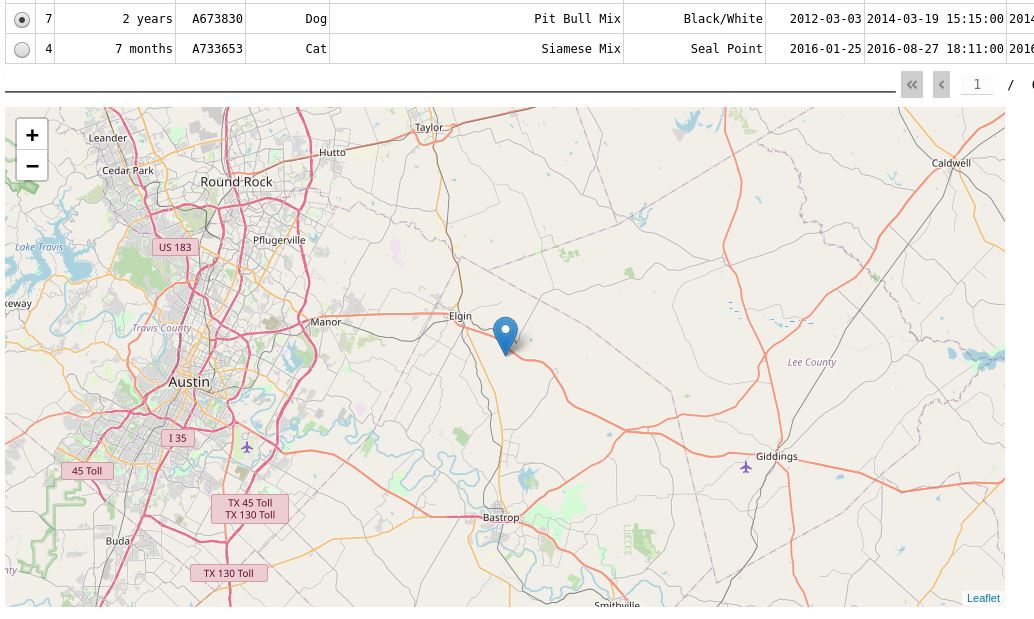 7 2 years A673830 Dog Pit Bull Mix Black/White 2012-03-03 2014-03-19 15:15:00 2014
4 7 months A733653 Cat Siamese Mix Seal Point 2016-01-25 2016-08-27 18:11:00 2016
« ‹ 1 /
+
−
Leander
Taylor
Hutto
Cedar Park
Caldwell
Round Rock
US 183
Pflugerville
Lake Travis
keway
Elgin
Manor
Travis County
Lee County
Austin
I 35
Giddings
45 Toll
TX 45 Toll
TX 130 Toll
Bastrop
Buda
TX 130 Toll
nty
Smithville
Leaflet